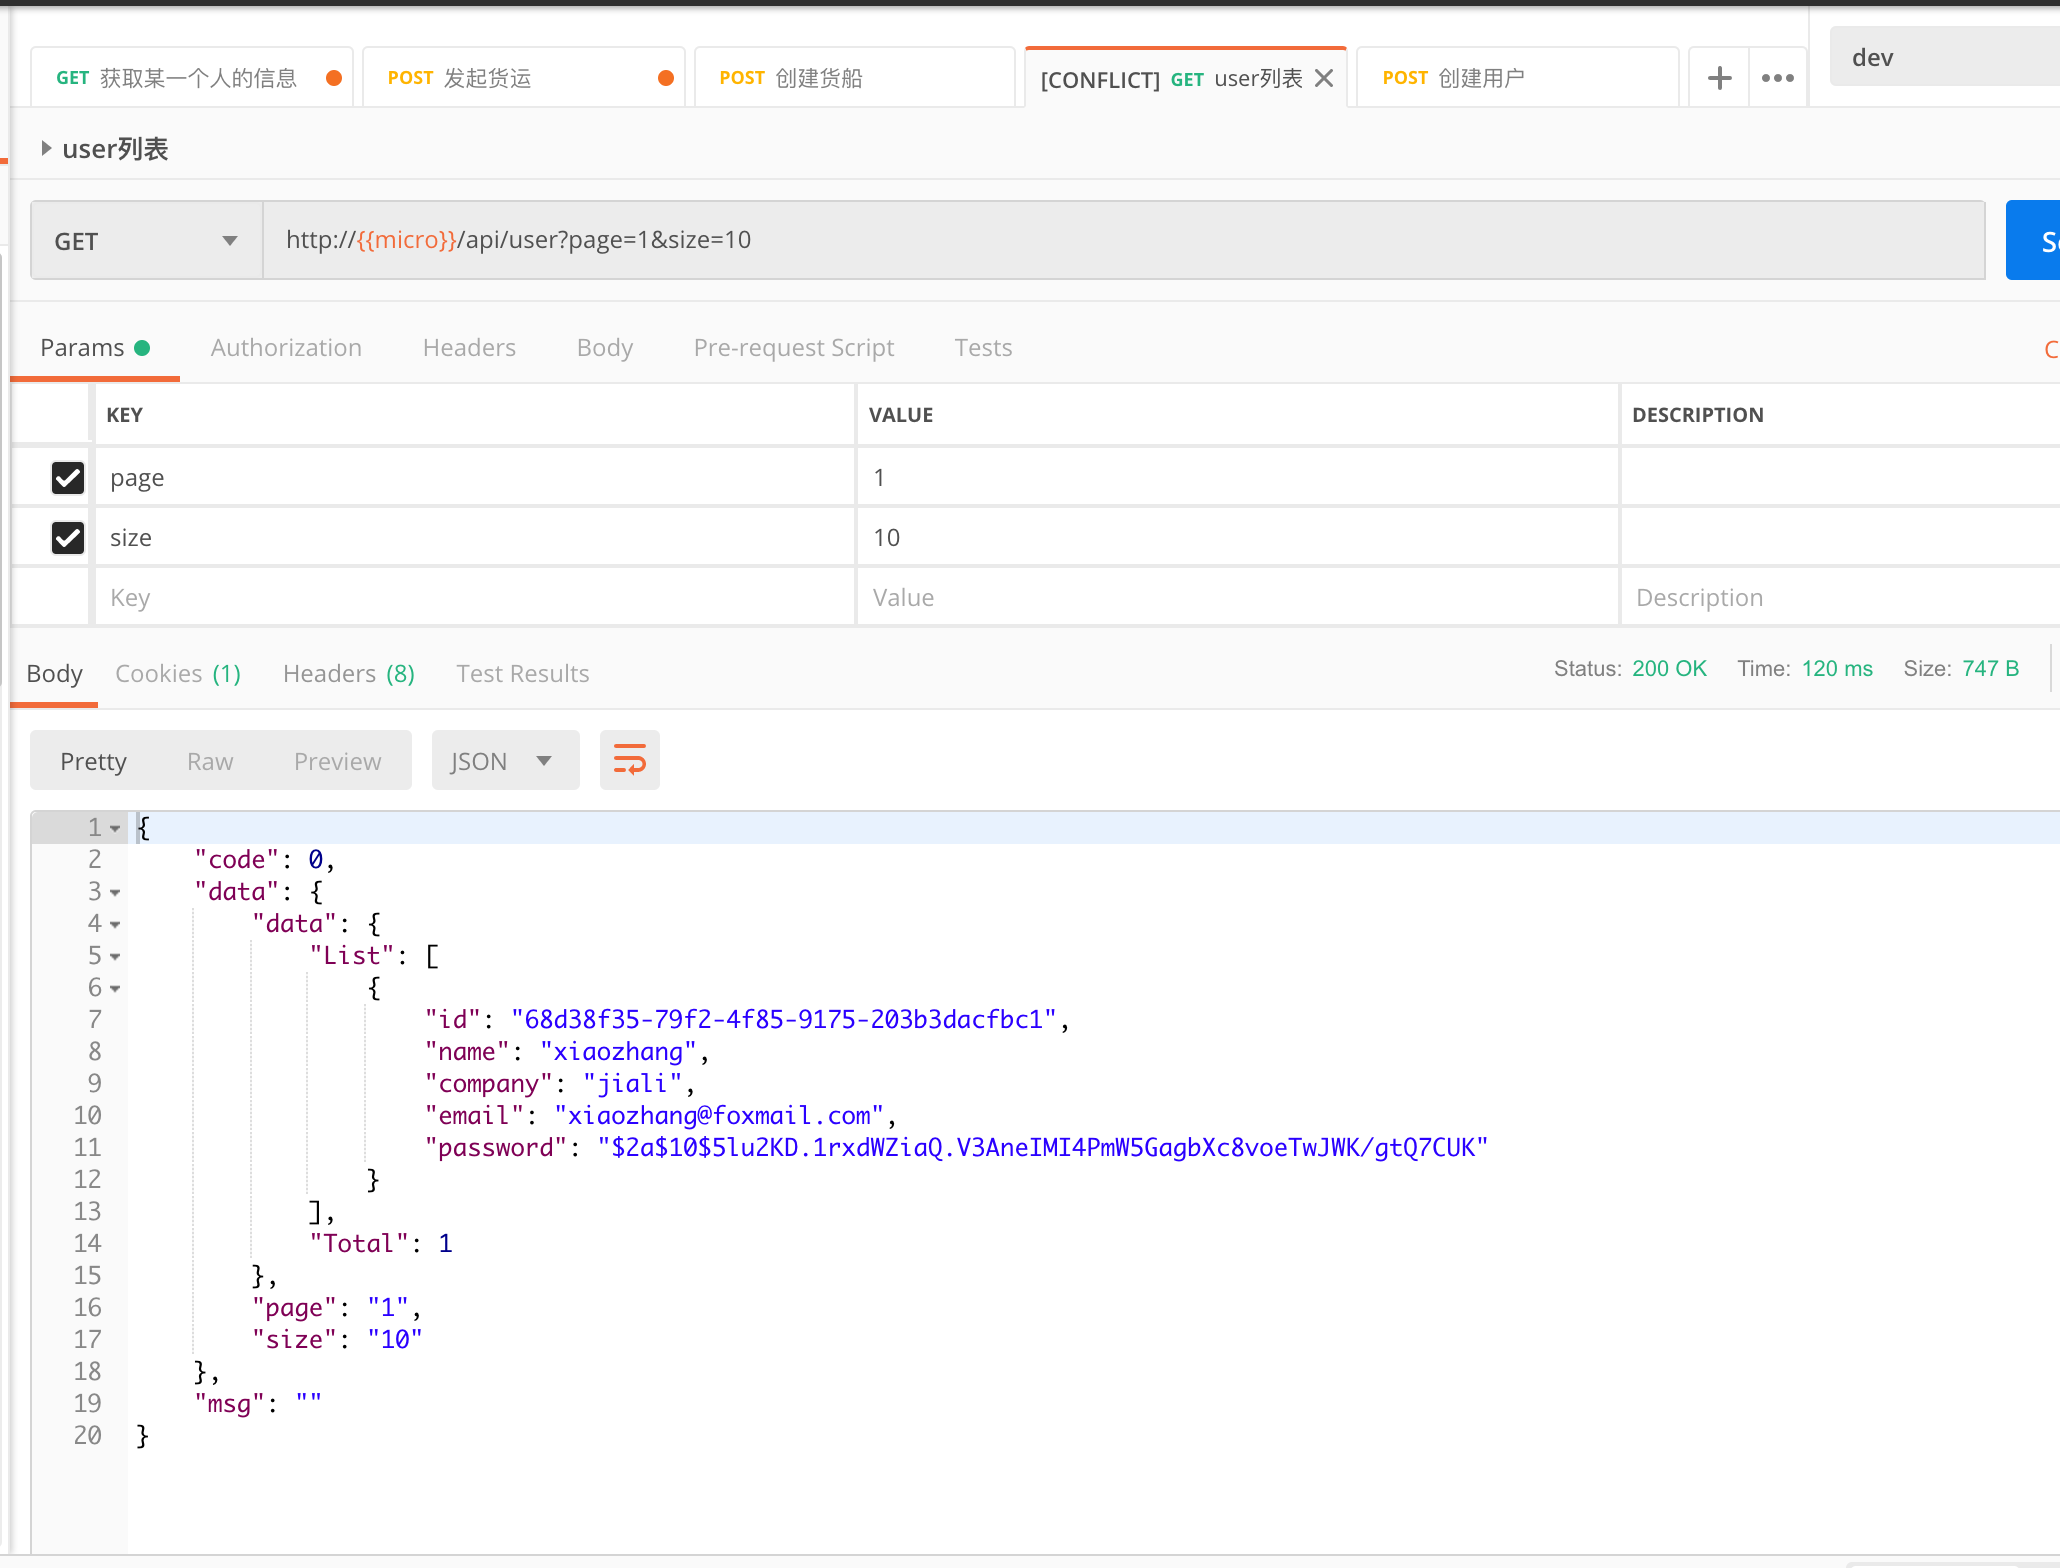 GET 获取某一个人的信息 POST 发起货运 POST 创建货船 [CONFLICT] GET user列表 POST 创建用户 dev
user列表
GET http://{{micro}}/api/user?page=1&size=10
Params Authorization Headers Body Pre-request Script Tests
KEY VALUE DESCRIPTION
page 1
size 10
Key Value Description
Body Cookies (1) Headers (8) Test Results Status: 200 OK Time: 120 ms Size: 747 B
Pretty Raw Preview JSON
1 {
2 "code": 0,
3 "data": {
4 "data": {
5 "List": [
6 {
7 "id": "68d38f35-79f2-4f85-9175-203b3dacfbc1",
8 "name": "xiaozhang",
9 "company": "jiali",
10 "email": "xiaozhang@foxmail.com",
11 "password": "$2a$10$5lu2KD.1rxdWZiaQ.V3AneIMI4PmW5GagbXc8voeTwJWK/gtQ7CUK"
12 }
13 ],
14 "Total": 1
15 },
16 "page": "1",
17 "size": "10"
18 },
19 "msg": ""
20 }